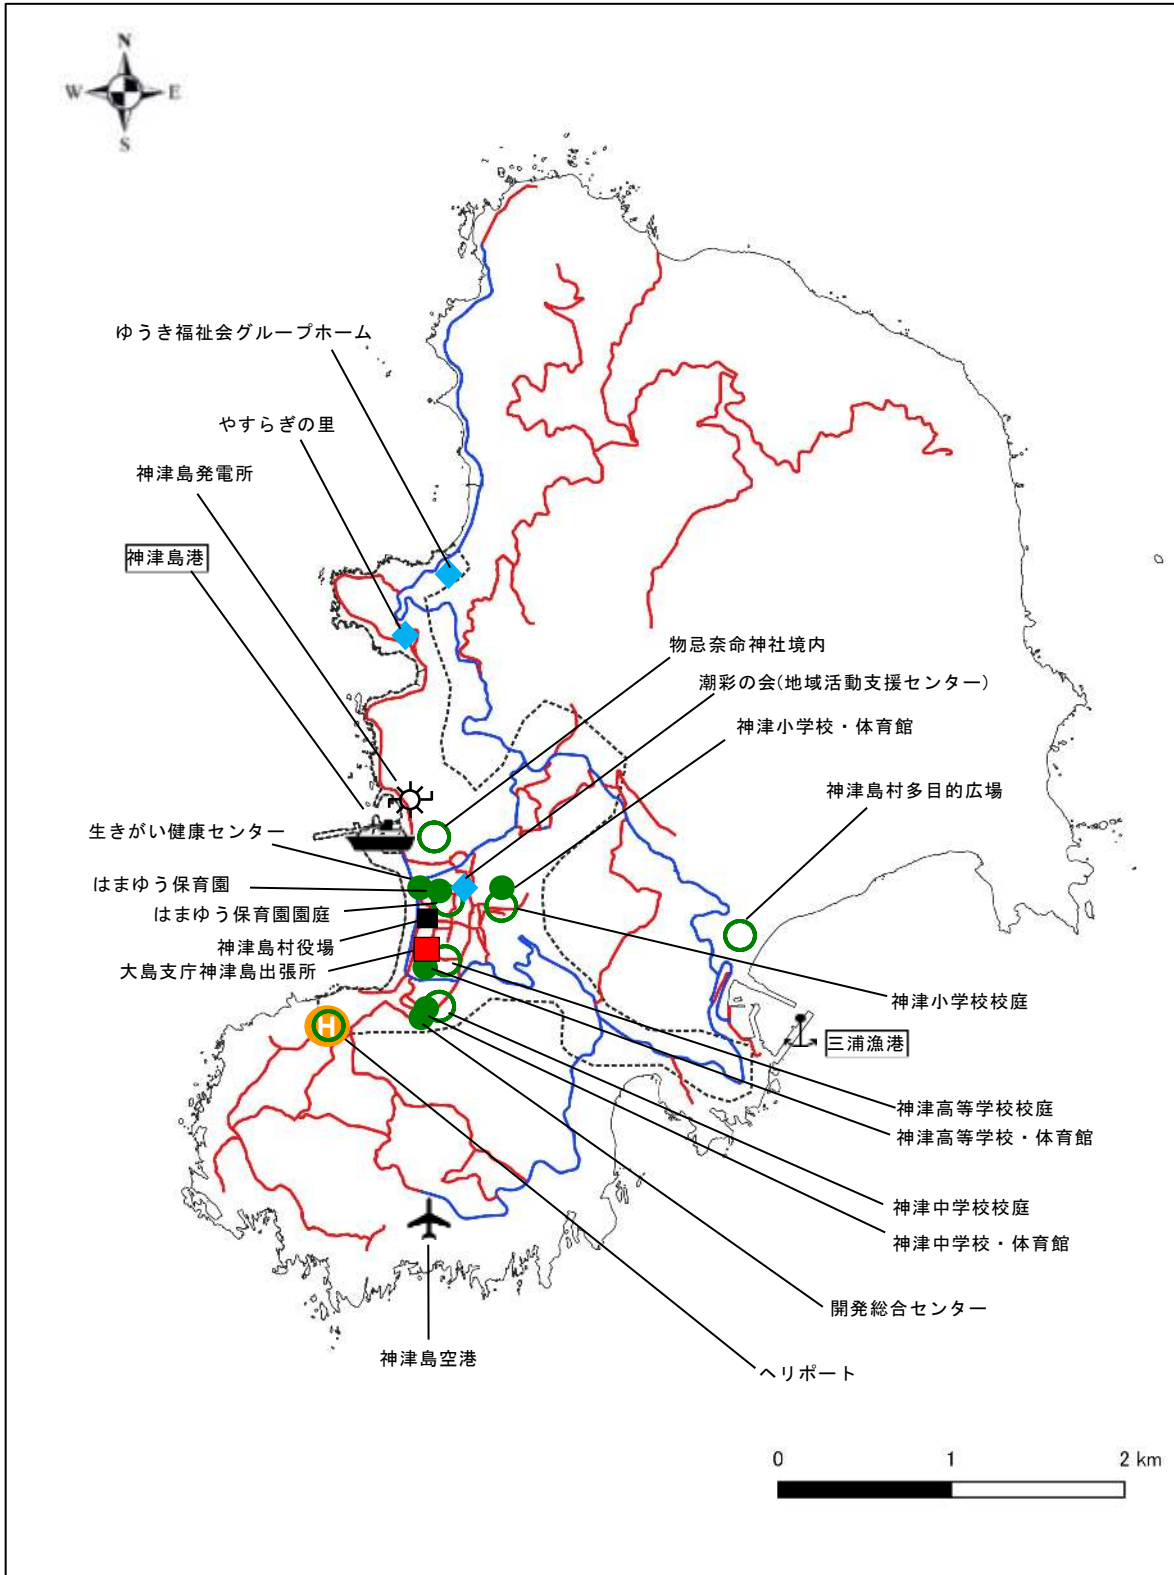 N
W E
S
ゆうき福祉会グループホーム
やすらぎの里
神津島発電所
神津島港
物忌奈命神社境内
潮彩の会(地域活動支援センター)
神津小学校・体育館
神津島村多目的広場
生きがい健康センター
はまゆう保育園
はまゆう保育園園庭
神津島村役場
大島支庁神津島出張所
神津小学校校庭
H
三浦漁港
神津高等学校校庭
神津高等学校・体育館
神津中学校校庭
神津中学校・体育館
開発総合センター
神津島空港
ヘリポート
0 1 2 km